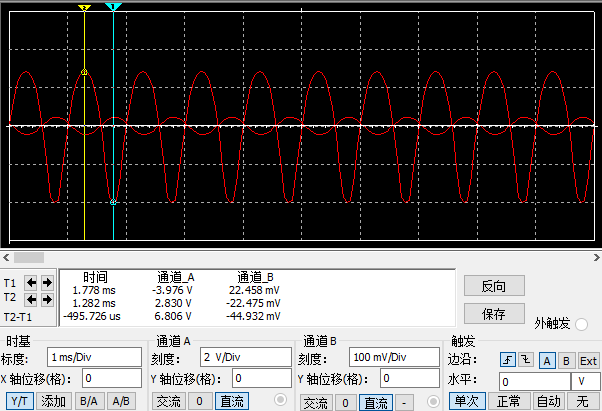 2 1
时间 通道_A 通道_B
T1 1.778 ms -3.976 V 22.458 mV
T2 1.282 ms 2.830 V -22.475 mV
T2-T1 -495.726 us 6.806 V -44.932 mV
反向
保存
外触发
时基 通道 A 通道 B 触发
标度: 1 ms/Div 刻度: 2 V/Div 刻度: 100 mV/Div 边沿: A B Ext
X 轴位移(格): 0 Y 轴位移(格): 0 Y 轴位移(格): 0 水平: 0 V
Y/T 添加 B/A A/B 交流 0 直流 交流 0 直流 - 单次 正常 自动 无